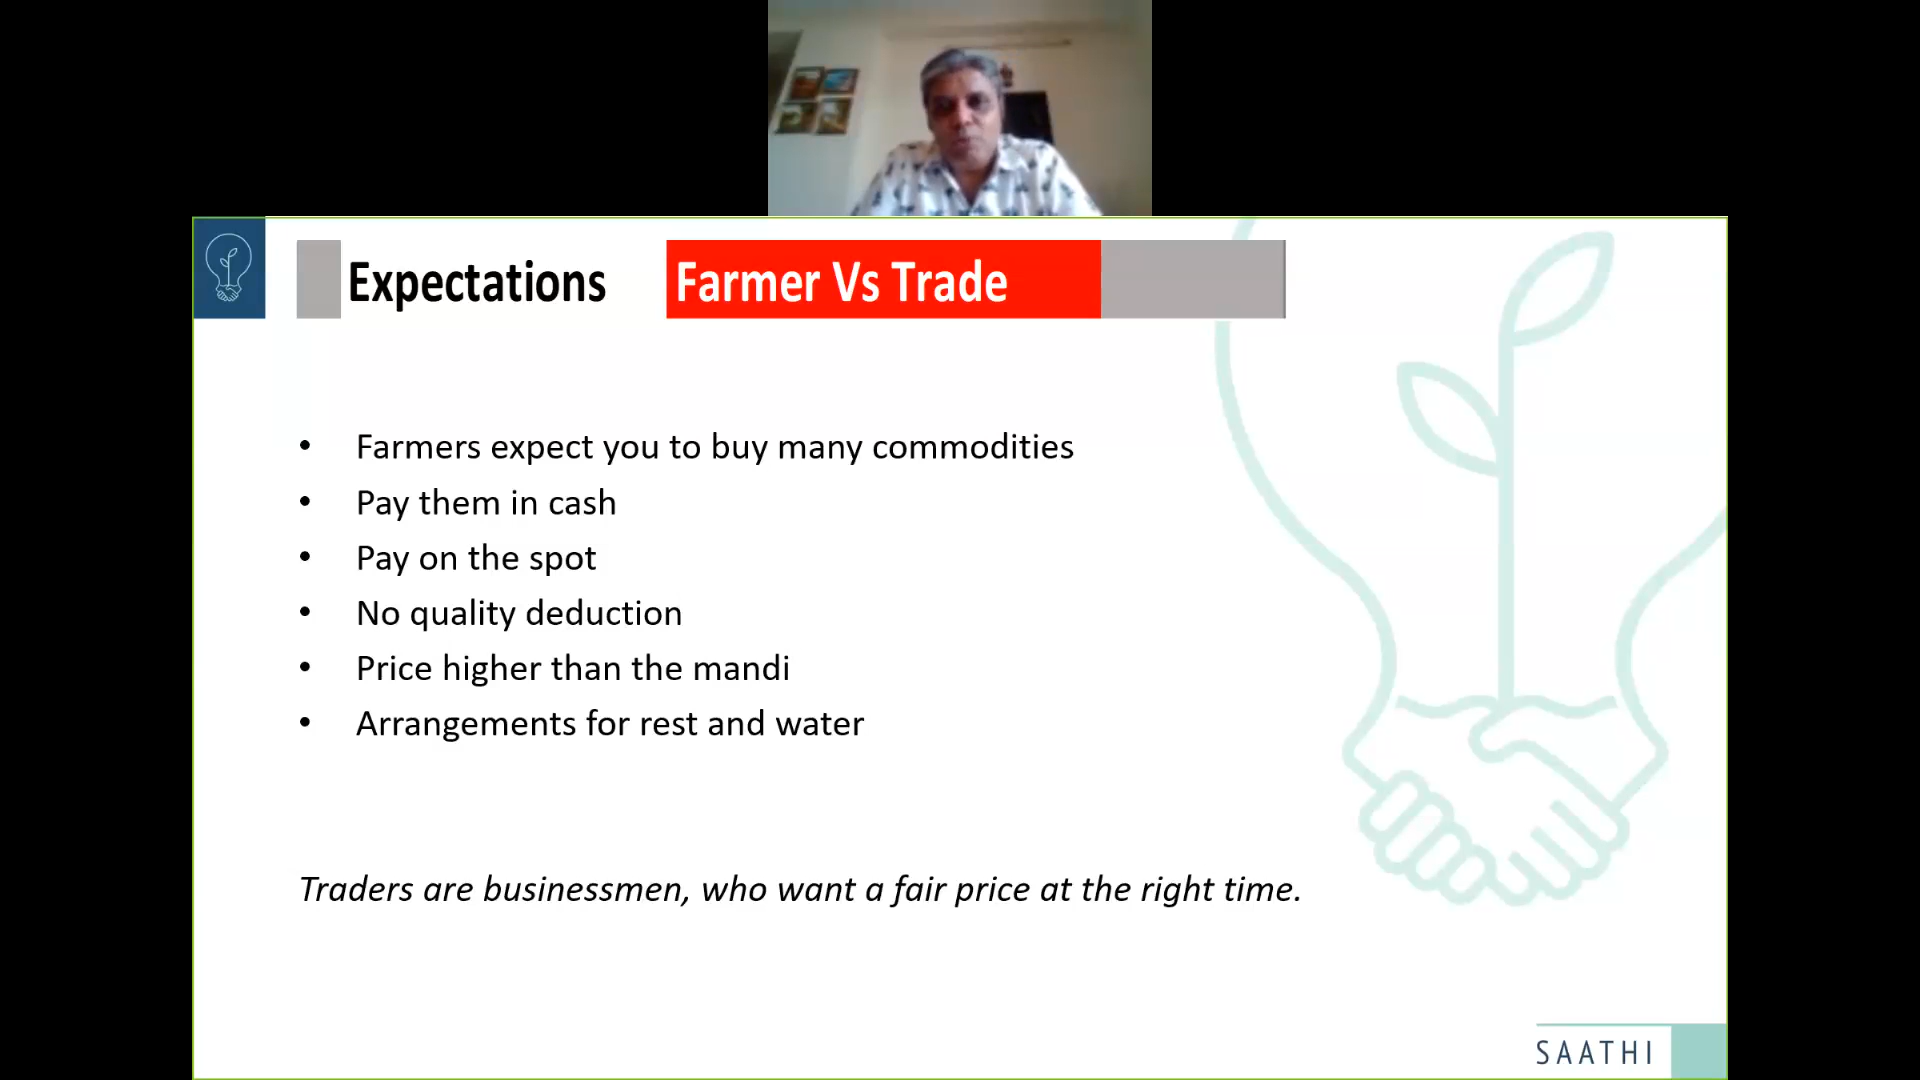 Expectations Farmer Vs Trade
• Farmers expect you to buy many commodities
• Pay them in cash
• Pay on the spot
• No quality deduction
• Price higher than the mandi
• Arrangements for rest and water
Traders are businessmen, who want a fair price at the right time.
SAATHI